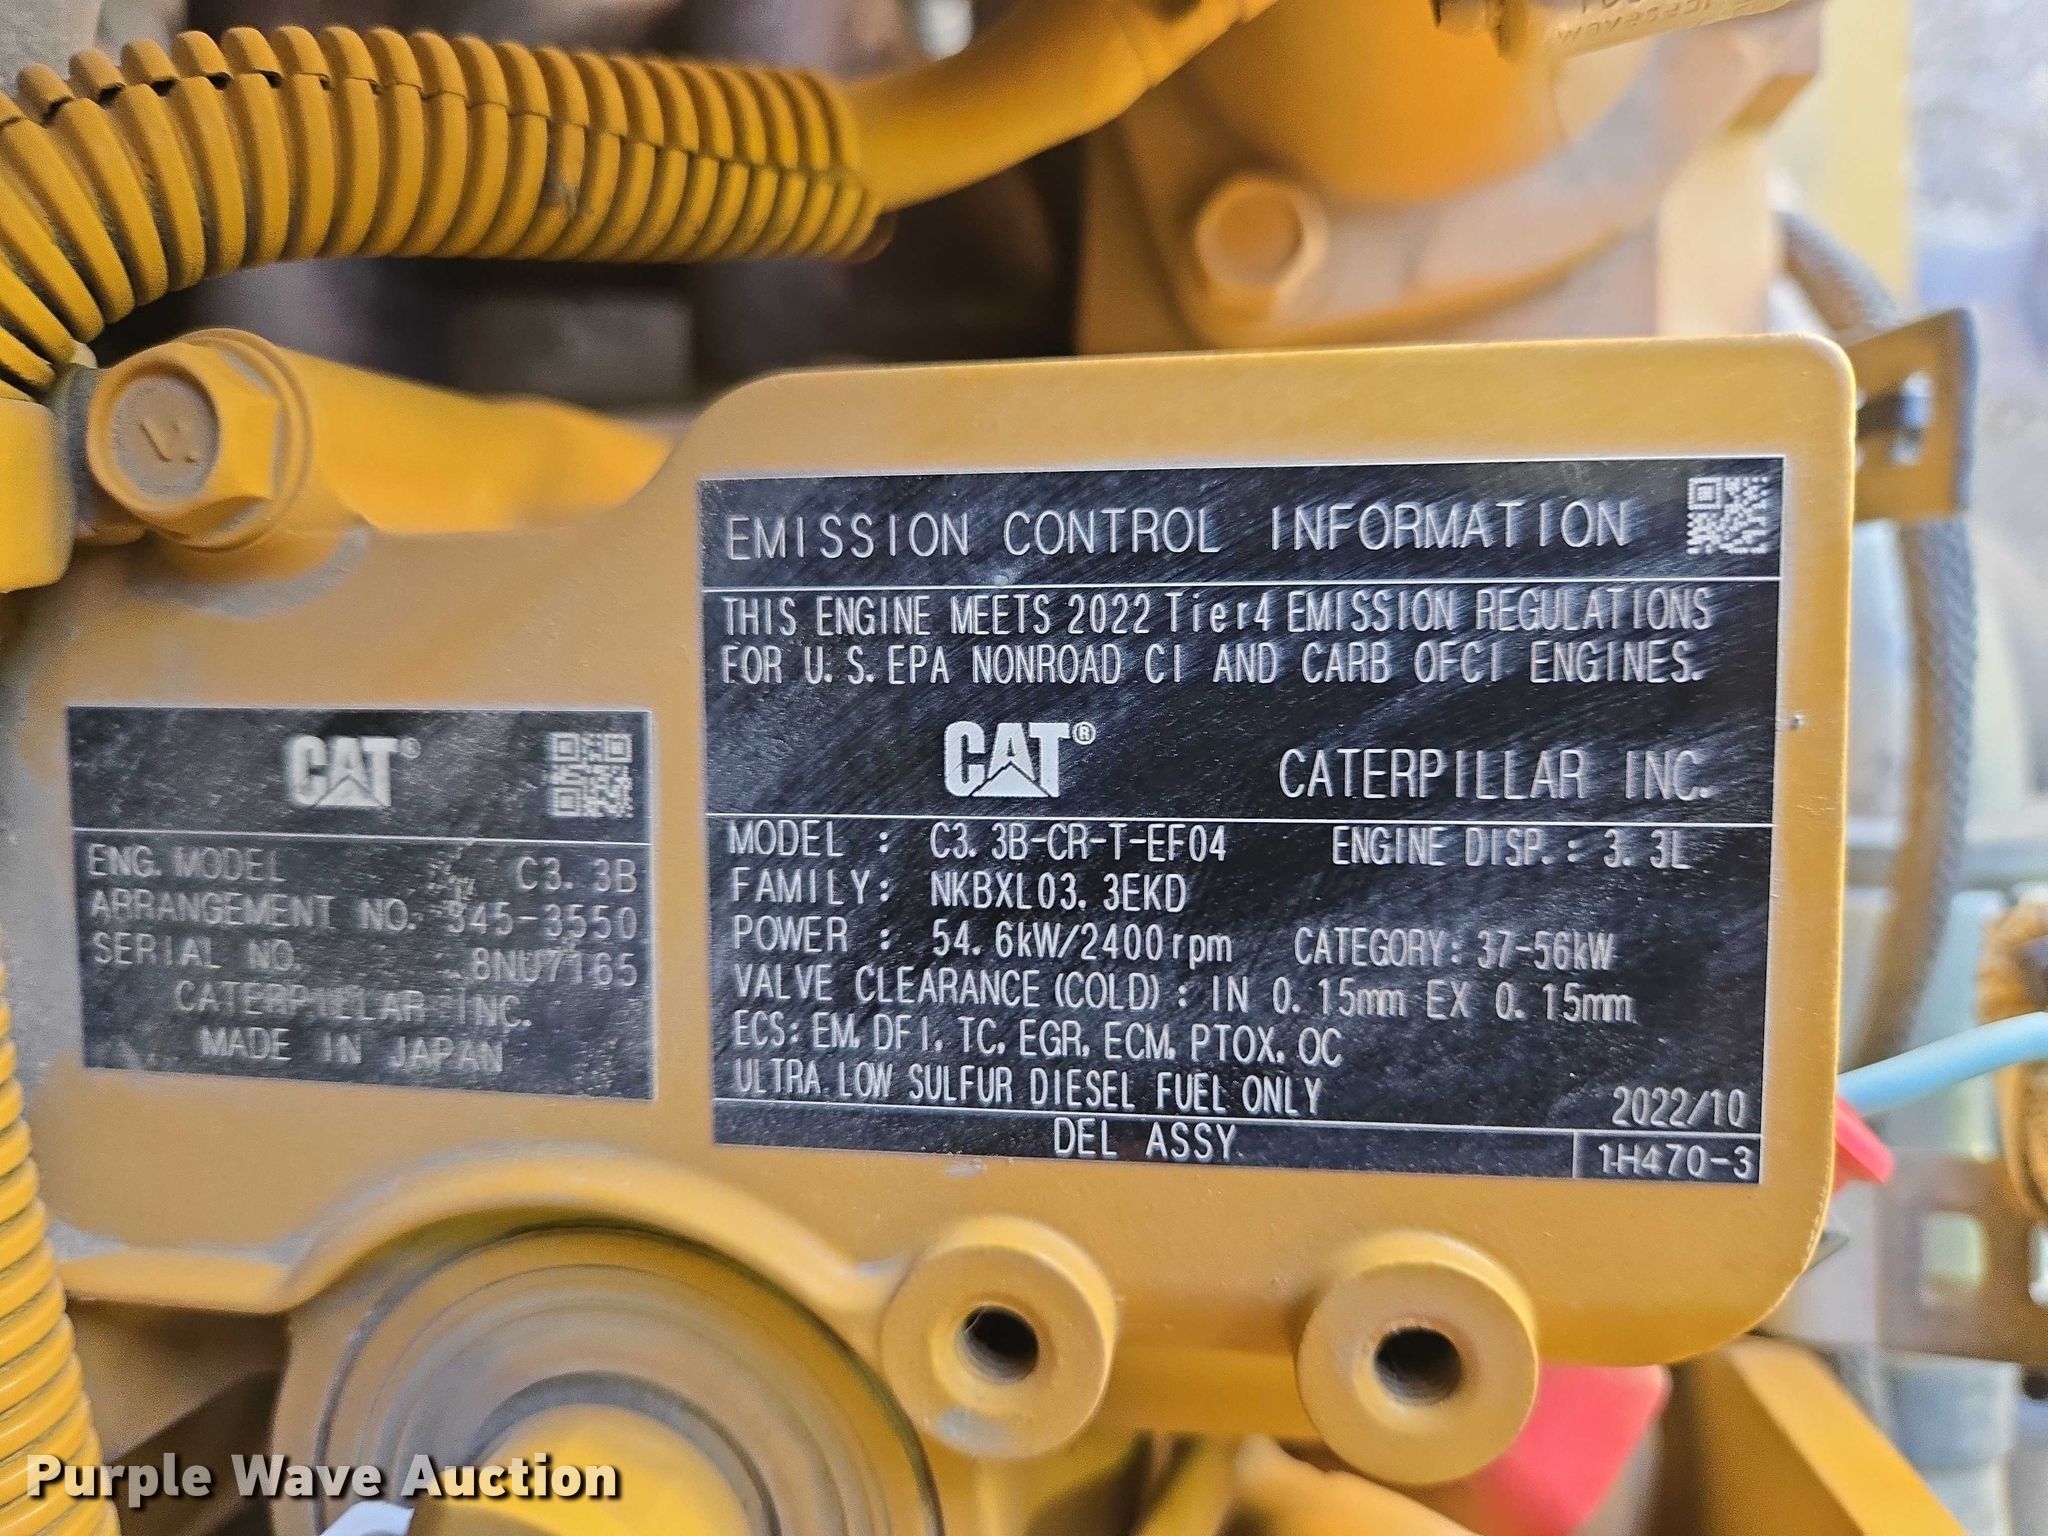 EMISSION CONTROL INFORMATION
THIS ENGINE MEETS 2022 Tier4 EMISSION REGULATIONS
FOR U.S.EPA NONROAD CI AND CARB OFCI ENGINES.
CAT® CATERPILLAR INC.
MODEL : C3.3B-CR-T-EF04 ENGINE DISP.: 3.3L
FAMILY: NKBXL03.3EKD
POWER : 54.6kW/2400rpm CATEGORY: 37-56kW
VALVE CLEARANCE (COLD) : IN 0.15mm EX 0.15mm
ECS: EM, DFI, TC, EGR, ECM, PTOX, OC
ULTRA LOW SULFUR DIESEL FUEL ONLY 2022/10
DEL ASSY 1H470-3
CAT®
ENG. MODEL C3.3B
ARRANGEMENT NO. 345-3550
SERIAL NO. 8NU7165
CATERPILLAR INC.
MADE IN JAPAN
Purple Wave Auction